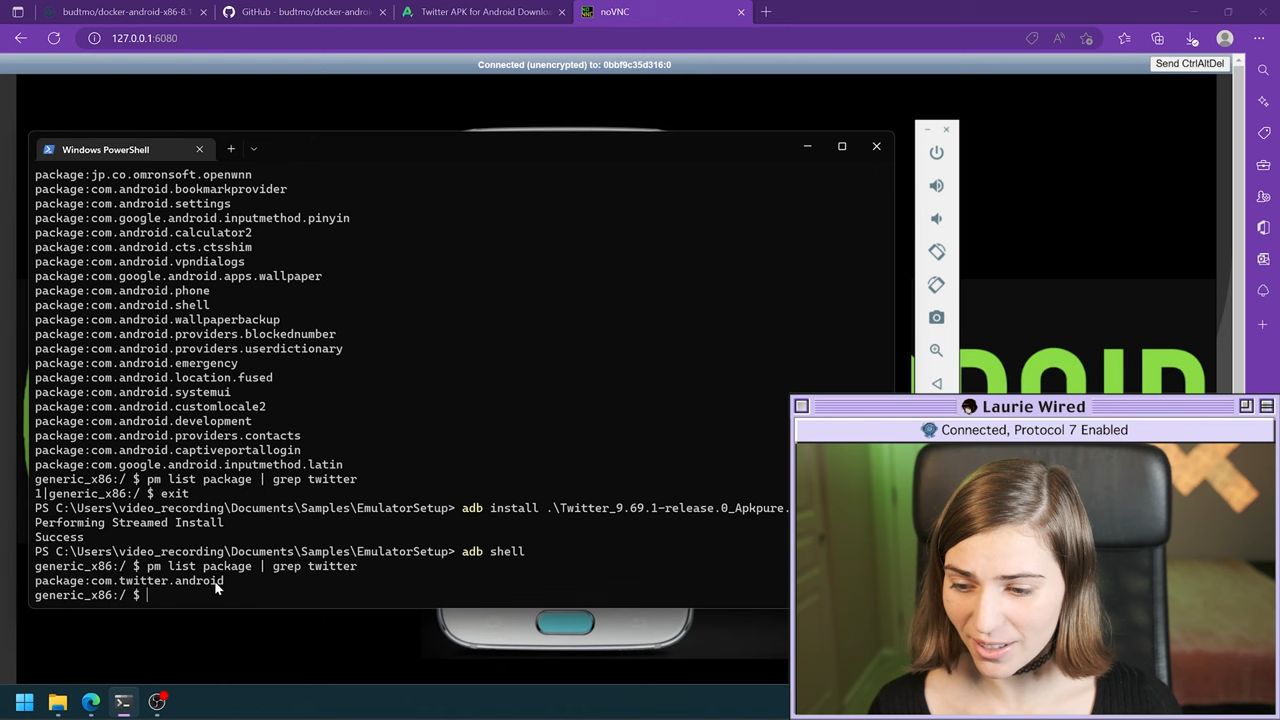 budtmo/docker-android-x86-8.1
GitHub - budtmo/docker-andro
Twitter APK for Android Downlo
noVNC
127.0.0.1:6080
Connected (unencrypted) to: 0bbf9c35d316:0
Send CtrlAltDel
Windows PowerShell
package:jp.co.omronsoft.openwnn
package:com.android.bookmarkprovider
package:com.android.settings
package:com.google.android.inputmethod.pinyin
package:com.android.calculator2
package:com.android.cts.ctsshim
package:com.android.vpndialogs
package:com.google.android.apps.wallpaper
package:com.android.phone
package:com.android.shell
package:com.android.wallpaperbackup
package:com.android.providers.blockednumber
package:com.android.providers.userdictionary
package:com.android.emergency
package:com.android.location.fused
package:com.android.systemui
package:com.android.customlocale2
package:com.android.development
package:com.android.providers.contacts
package:com.android.captiveportallogin
package:com.google.android.inputmethod.latin
generic_x86:/ $ pm list package | grep twitter
1|generic_x86:/ $ exit
PS C:\Users\video_recording\Documents\Samples\EmulatorSetup> adb install .\Twitter_9.69.1-release.0_Apkpure.
Performing Streamed Install
Success
PS C:\Users\video_recording\Documents\Samples\EmulatorSetup> adb shell
generic_x86:/ $ pm list package | grep twitter
package:com.twitter.android
generic_x86:/ $
Laurie Wired
Connected, Protocol 7 Enabled